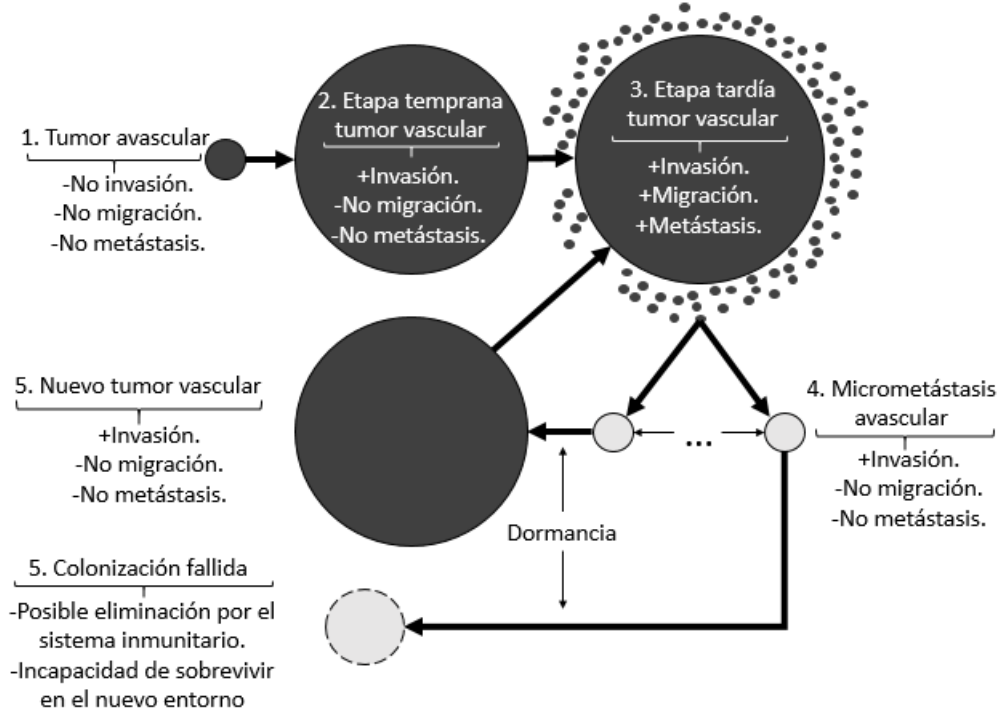 1. Tumor avascular
-No invasión.
-No migración.
-No metástasis.
2. Etapa temprana
tumor vascular
+Invasión.
-No migración.
-No metástasis.
3. Etapa tardía
tumor vascular
+Invasión.
+Migración.
+Metástasis.
4. Micrometástasis
avascular
+Invasión.
-No migración.
-No metástasis.
...
5. Nuevo tumor vascular
+Invasión.
-No migración.
-No metástasis.
Dormancia
5. Colonización fallida
-Posible eliminación por el
sistema inmunitario.
-Incapacidad de sobrevivir
en el nuevo entorno